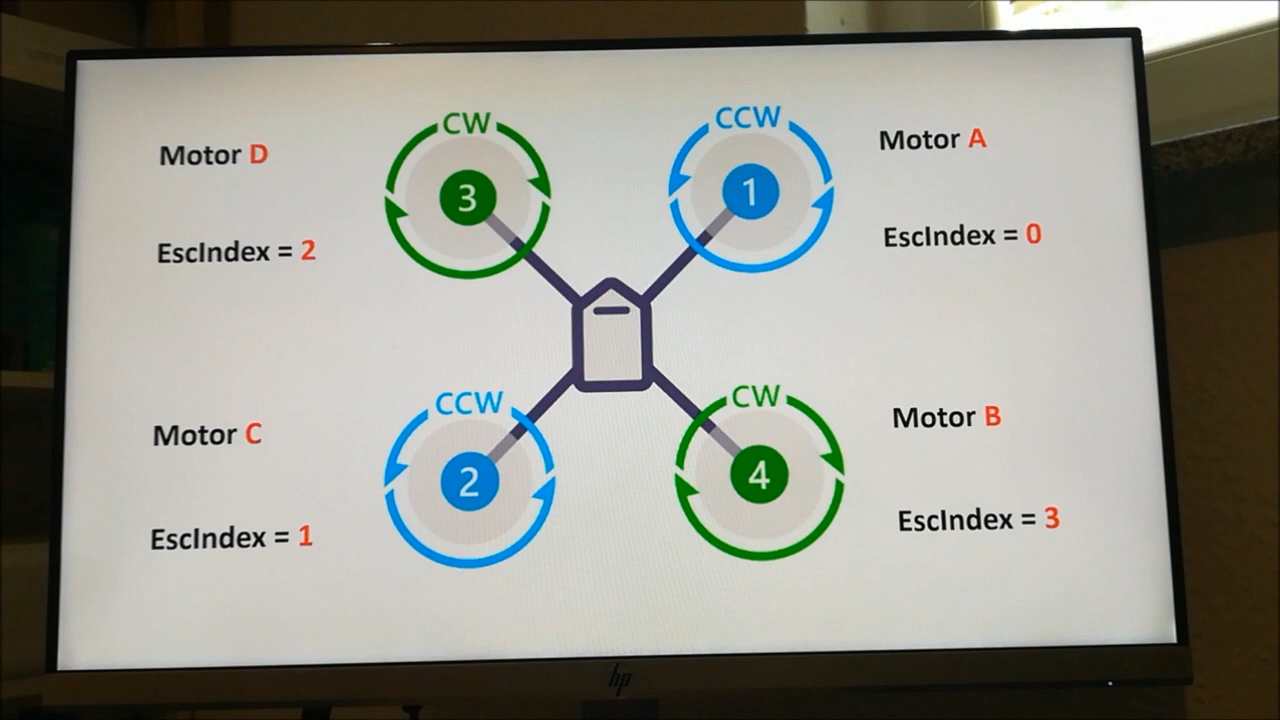 CW
CCW
Motor D
3
1
Motor A
EscIndex = 2
EscIndex = 0
CCW
CW
Motor C
2
4
Motor B
EscIndex = 1
EscIndex = 3
hp